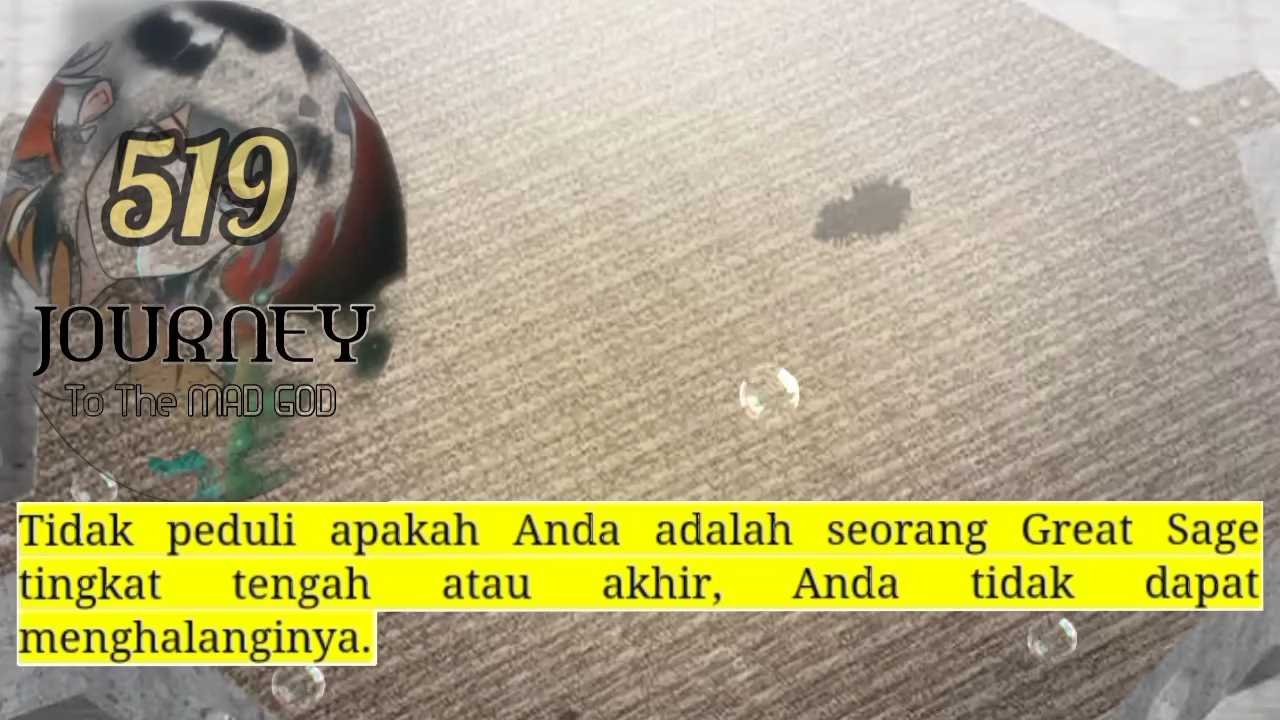 519
JOURNEY
To The MAD GOD
Tidak peduli apakah Anda adalah seorang Great Sage
tingkat tengah atau akhir, Anda tidak dapat
menghalanginya.